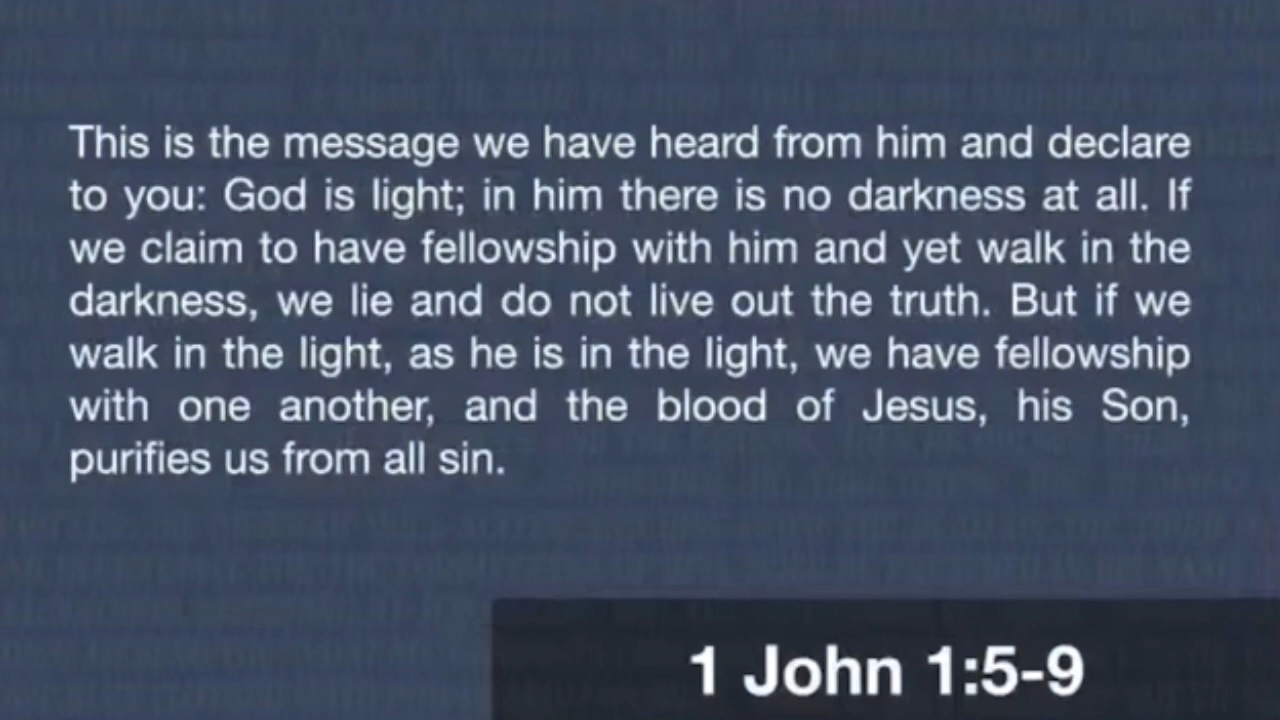 This is the message we have heard from him and declare
to you: God is light; in him there is no darkness at all. If
we claim to have fellowship with him and yet walk in the
darkness, we lie and do not live out the truth. But if we
walk in the light, as he is in the light, we have fellowship
with one another, and the blood of Jesus, his Son,
purifies us from all sin.
1 John 1:5-9